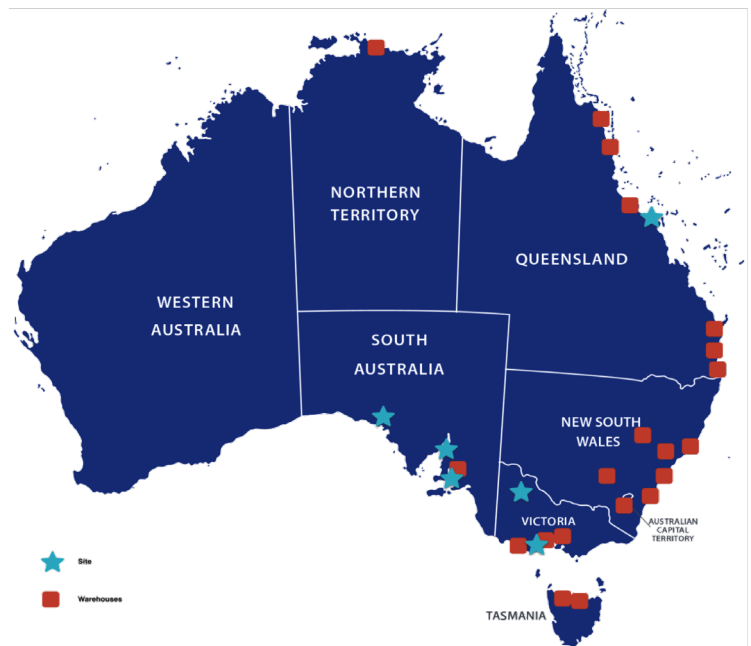 NORTHERN
TERRITORY
QUEENSLAND
WESTERN
AUSTRALIA
SOUTH
AUSTRALIA
NEW SOUTH
WALES
VICTORIA
AUSTRALIAN
CAPITAL
TERRITORY
Site
Warehouses
TASMANIA